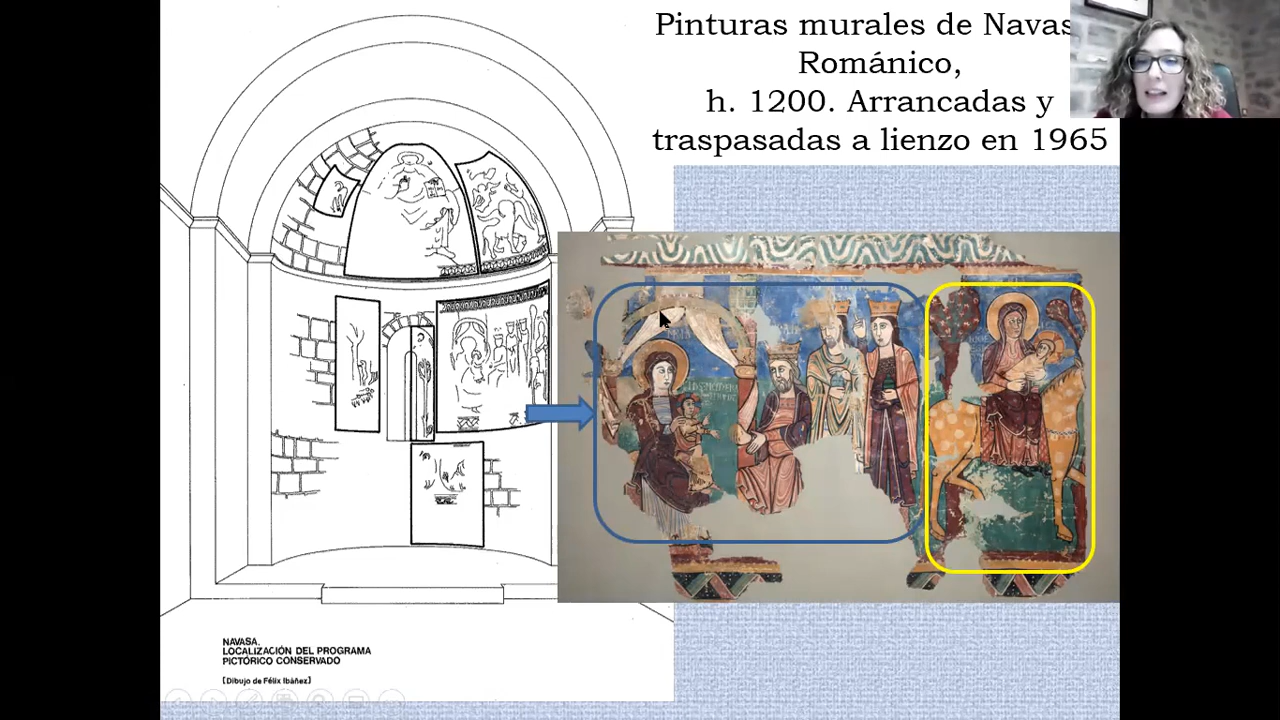 Pinturas murales de Navas
Románico,
h. 1200. Arrancadas y
traspasadas a lienzo en 1965
NAVASA.
LOCALIZACIÓN DEL PROGRAMA
PICTÓRICO CONSERVADO
[Dibujo de Félix Ibáñez]